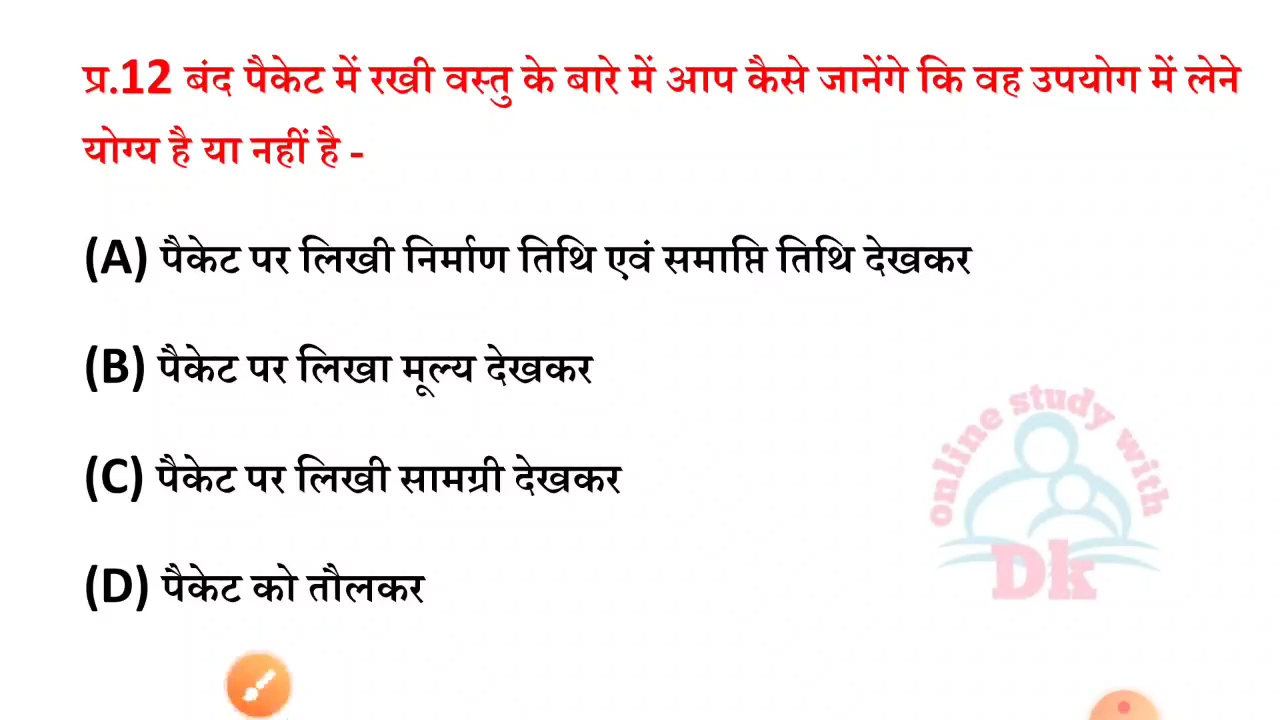 प्र.12 बंद पैकेट में रखी वस्तु के बारे में आप कैसे जानेंगे कि वह उपयोग में लेने
योग्य है या नहीं है -
(A) पैकेट पर लिखी निर्माण तिथि एवं समाप्ति तिथि देखकर
(B) पैकेट पर लिखा मूल्य देखकर
(C) पैकेट पर लिखी सामग्री देखकर
(D) पैकेट को तौलकर
online study with
Dk